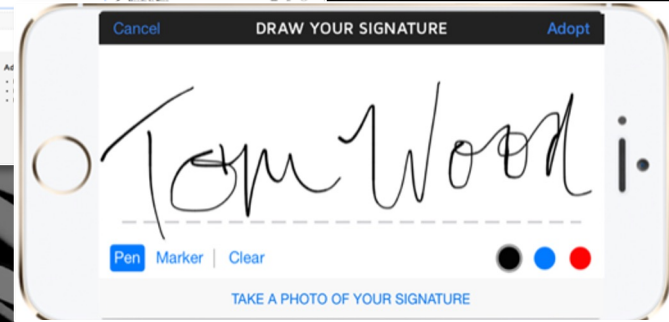 Cancel DRAW YOUR SIGNATURE Adopt
Tom Wood
Pen Marker | Clear
TAKE A PHOTO OF YOUR SIGNATURE